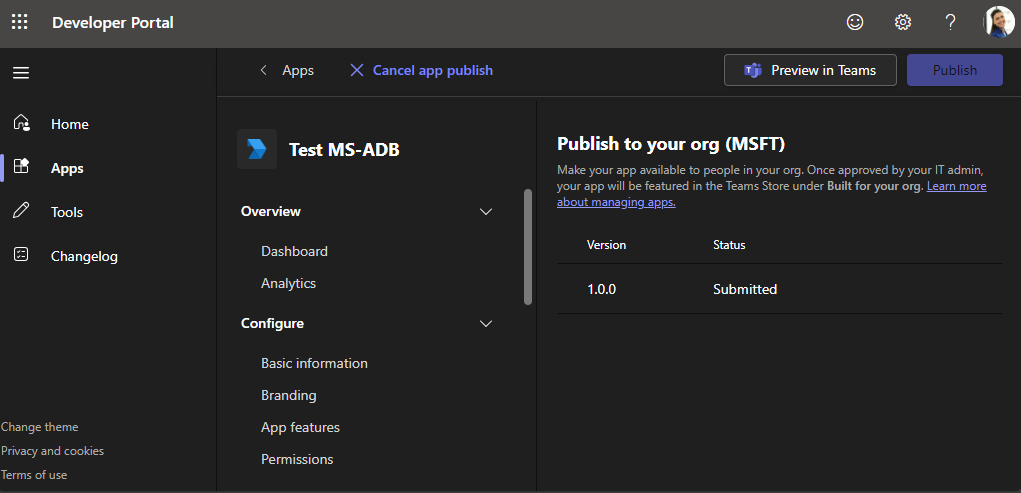 Developer Portal
?
Apps
Cancel app publish
Preview in Teams
Publish
Home
Apps
Tools
Changelog
Change theme
Privacy and cookies
Terms of use
Test MS-ADB
Overview
Dashboard
Analytics
Configure
Basic information
Branding
App features
Permissions
Publish to your org (MSFT)
Make your app available to people in your org. Once approved by your IT admin,
your app will be featured in the Teams Store under Built for your org. Learn more
about managing apps.
Version Status
1.0.0 Submitted